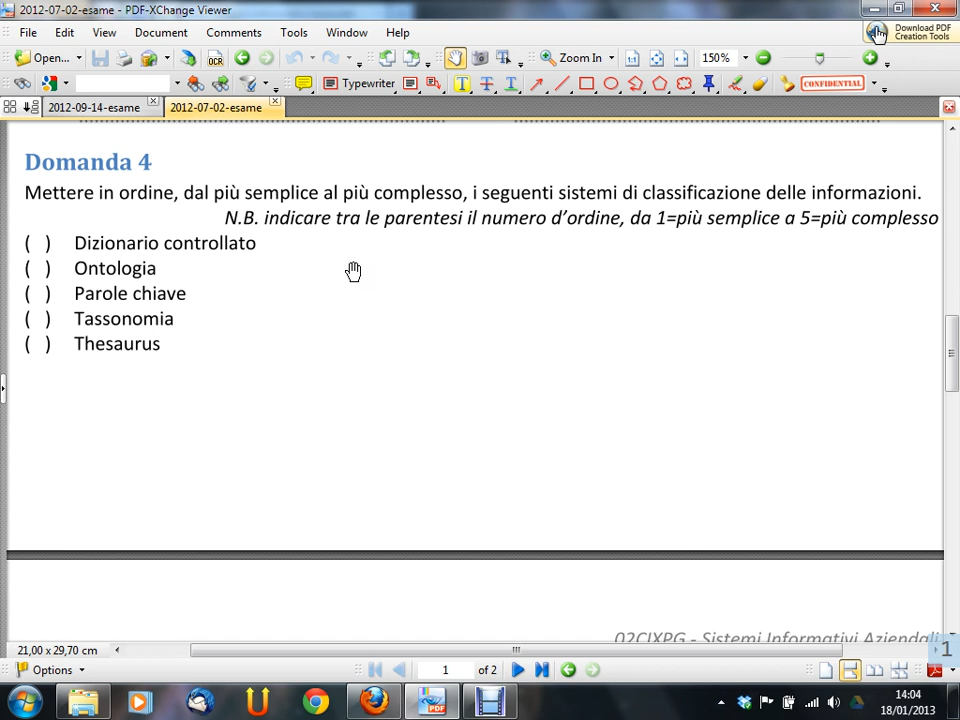 2012-07-02-esame - PDF-XChange Viewer
File Edit View Document Comments Tools Window Help
Download PDF Creation Tools
Open... OCR Zoom In 150%
Typewriter CONFIDENTIAL
2012-09-14-esame 2012-07-02-esame
Domanda 4
Mettere in ordine, dal più semplice al più complesso, i seguenti sistemi di classificazione delle informazioni.
N.B. indicare tra le parentesi il numero d’ordine, da 1=più semplice a 5=più complesso
( ) Dizionario controllato
( ) Ontologia
( ) Parole chiave
( ) Tassonomia
( ) Thesaurus
02CIXPG - Sistemi Informativi Aziendali
1
21,00 x 29,70 cm
Options 1 of 2
PDF
14:04
18/01/2013